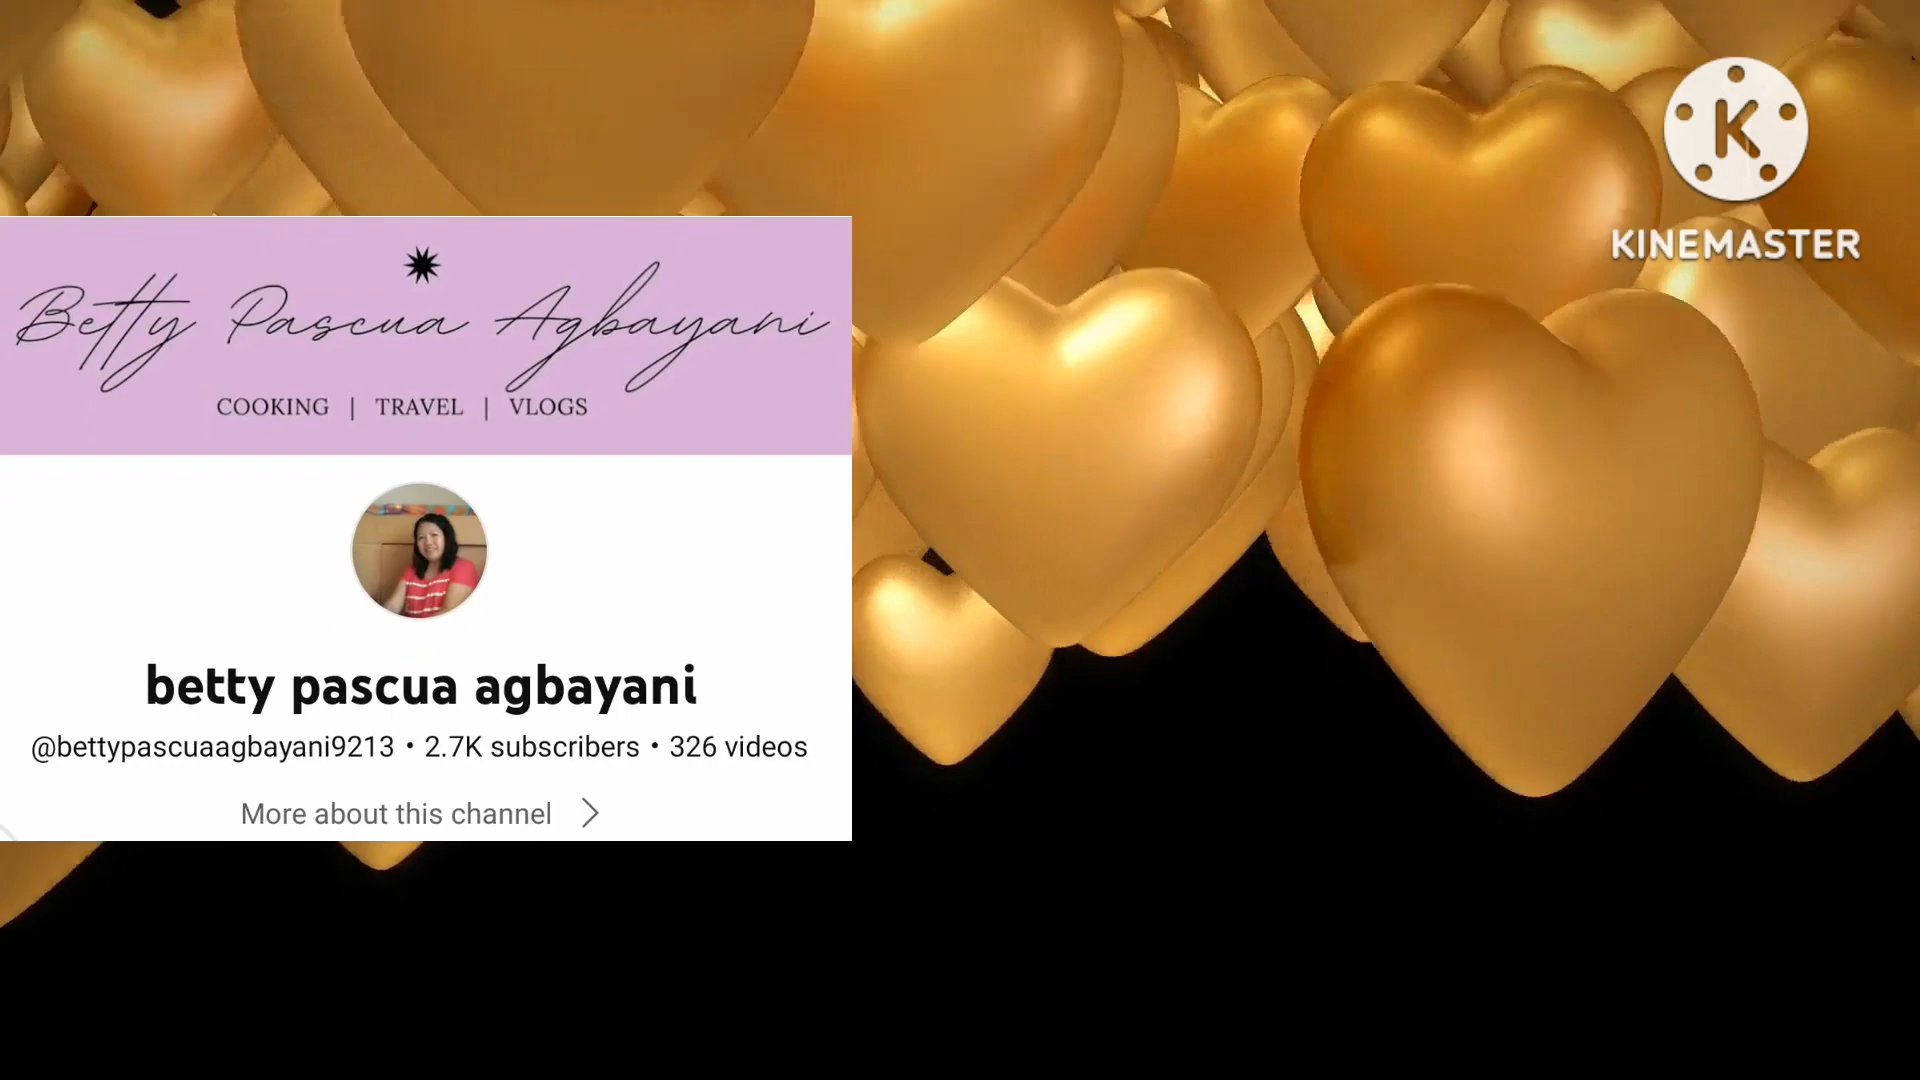 K
KINEMASTER
Betty Pascua Agbayani
COOKING | TRAVEL | VLOGS
betty pascua agbayani
@bettypascuaagbayani9213 • 2.7K subscribers • 326 videos
More about this channel